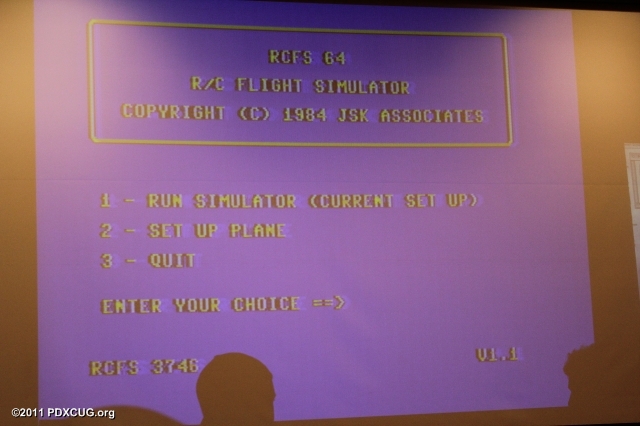 RCFS 64
R/C FLIGHT SIMULATOR
COPYRIGHT (C) 1984 JSK ASSOCIATES
1 - RUN SIMULATOR (CURRENT SET UP)
2 - SET UP PLANE
3 - QUIT
ENTER YOUR CHOICE ==>
RCFS 3746
V1.1
©2011 PDXCUG.org